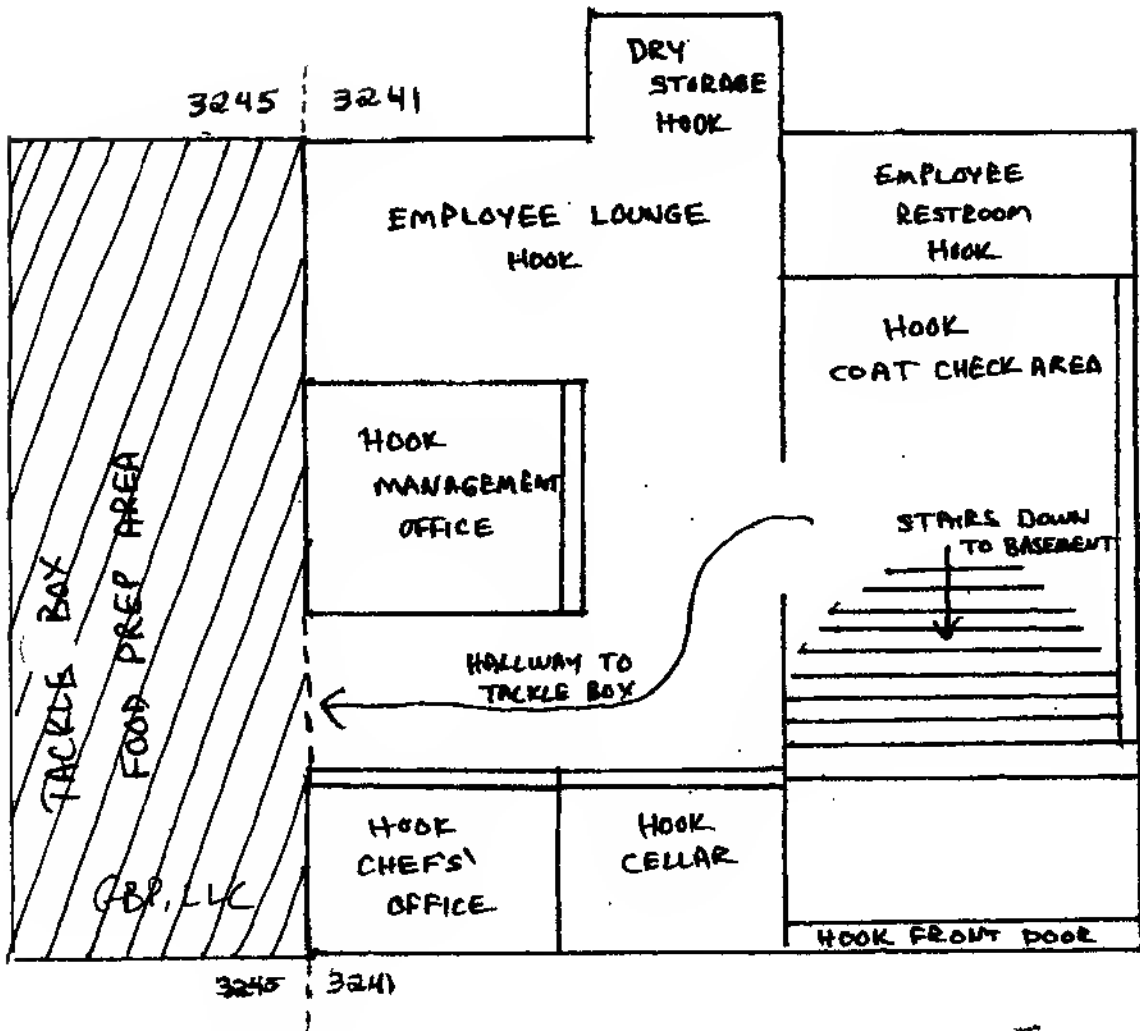 DRY
STORAGE
HOOK
3245
3241
EMPLOYEE LOUNGE
HOOK
EMPLOYEE
RESTROOM
HOOK
HOOK
COAT CHECK AREA
HOOK
MANAGEMENT
OFFICE
STAIRS DOWN
TO BASEMENT
TACKLE BOX
FOOD PREP AREA
HALLWAY TO
TACKLE BOX
HOOK
CHEFS'
OFFICE
HOOK
CELLAR
LLC
HOOK FRONT DOOR
3245
3241